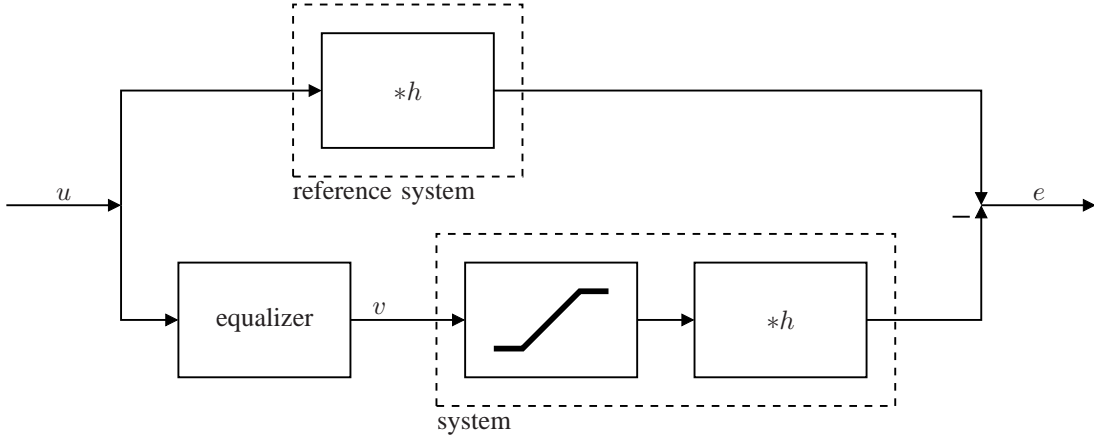 ∗h
reference system
u
e
−
equalizer
v
∗h
system